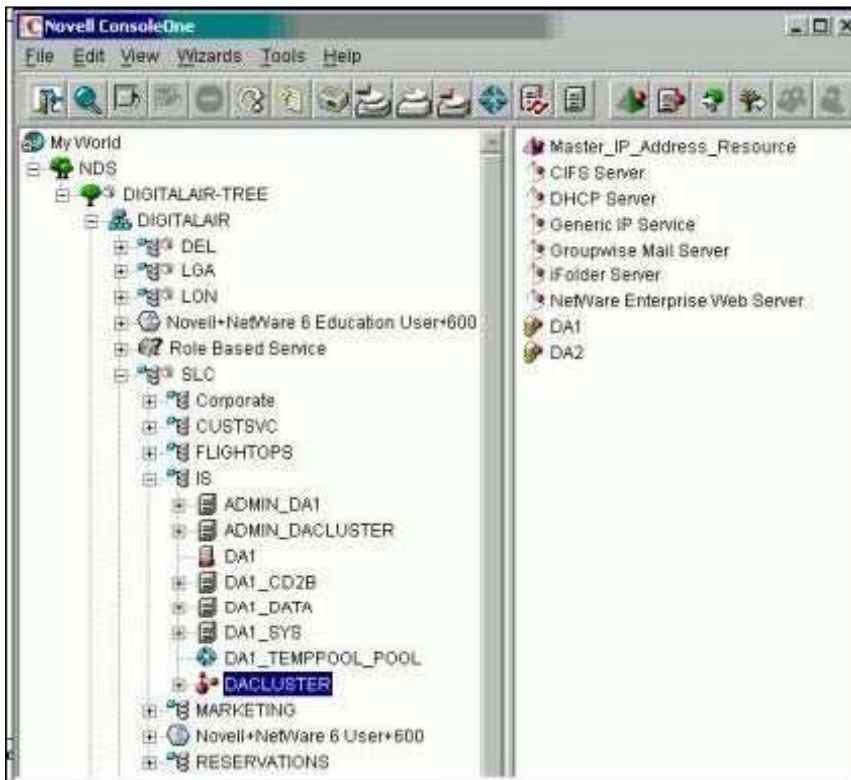 Novell ConsoleOne
File Edit View Wizards Tools Help
My World
NDS
DIGITALAIR-TREE
DIGITALAIR
DEL
LGA
LON
Novell+NetWare 6 Education User+600
Role Based Service
SLC
Corporate
CUSTSVC
FLIGHTOPS
IS
ADMIN_DA1
ADMIN_DACLUSTER
DA1
DA1_CD2B
DA1_DATA
DA1_SYS
DA1_TEMPPOOL_POOL
DACLUSTER
MARKETING
Novell+NetWare 6 User+600
RESERVATIONS
Master_IP_Address_Resource
CIFS Server
DHCP Server
Generic IP Service
Groupwise Mail Server
iFolder Server
NetWare Enterprise Web Server
DA1
DA2